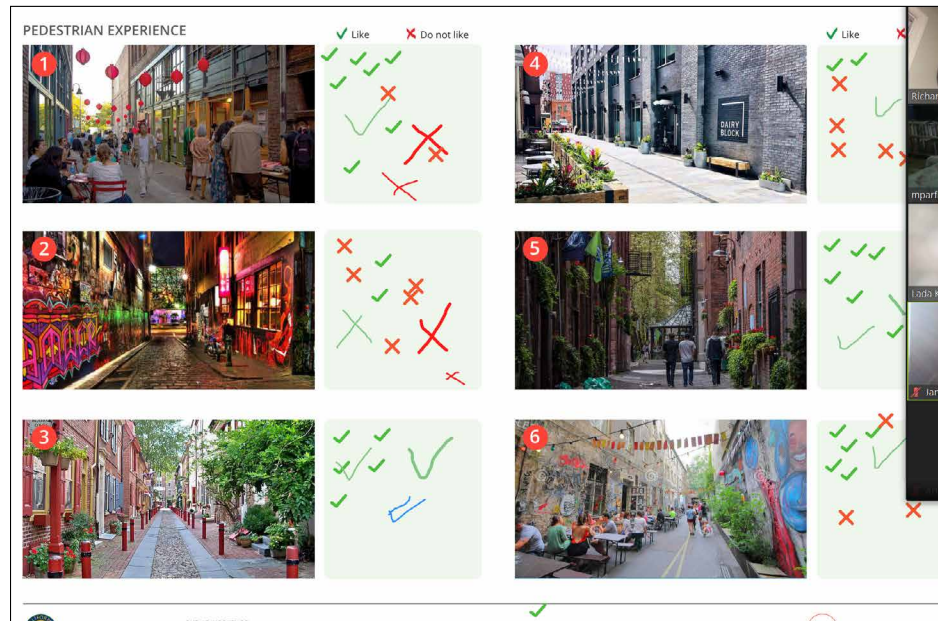 PEDESTRIAN EXPERIENCE
Like
Do not like
Like
1
4
DAIRY
BLOCK
2
5
3
6
Richar
mparf
Lada K